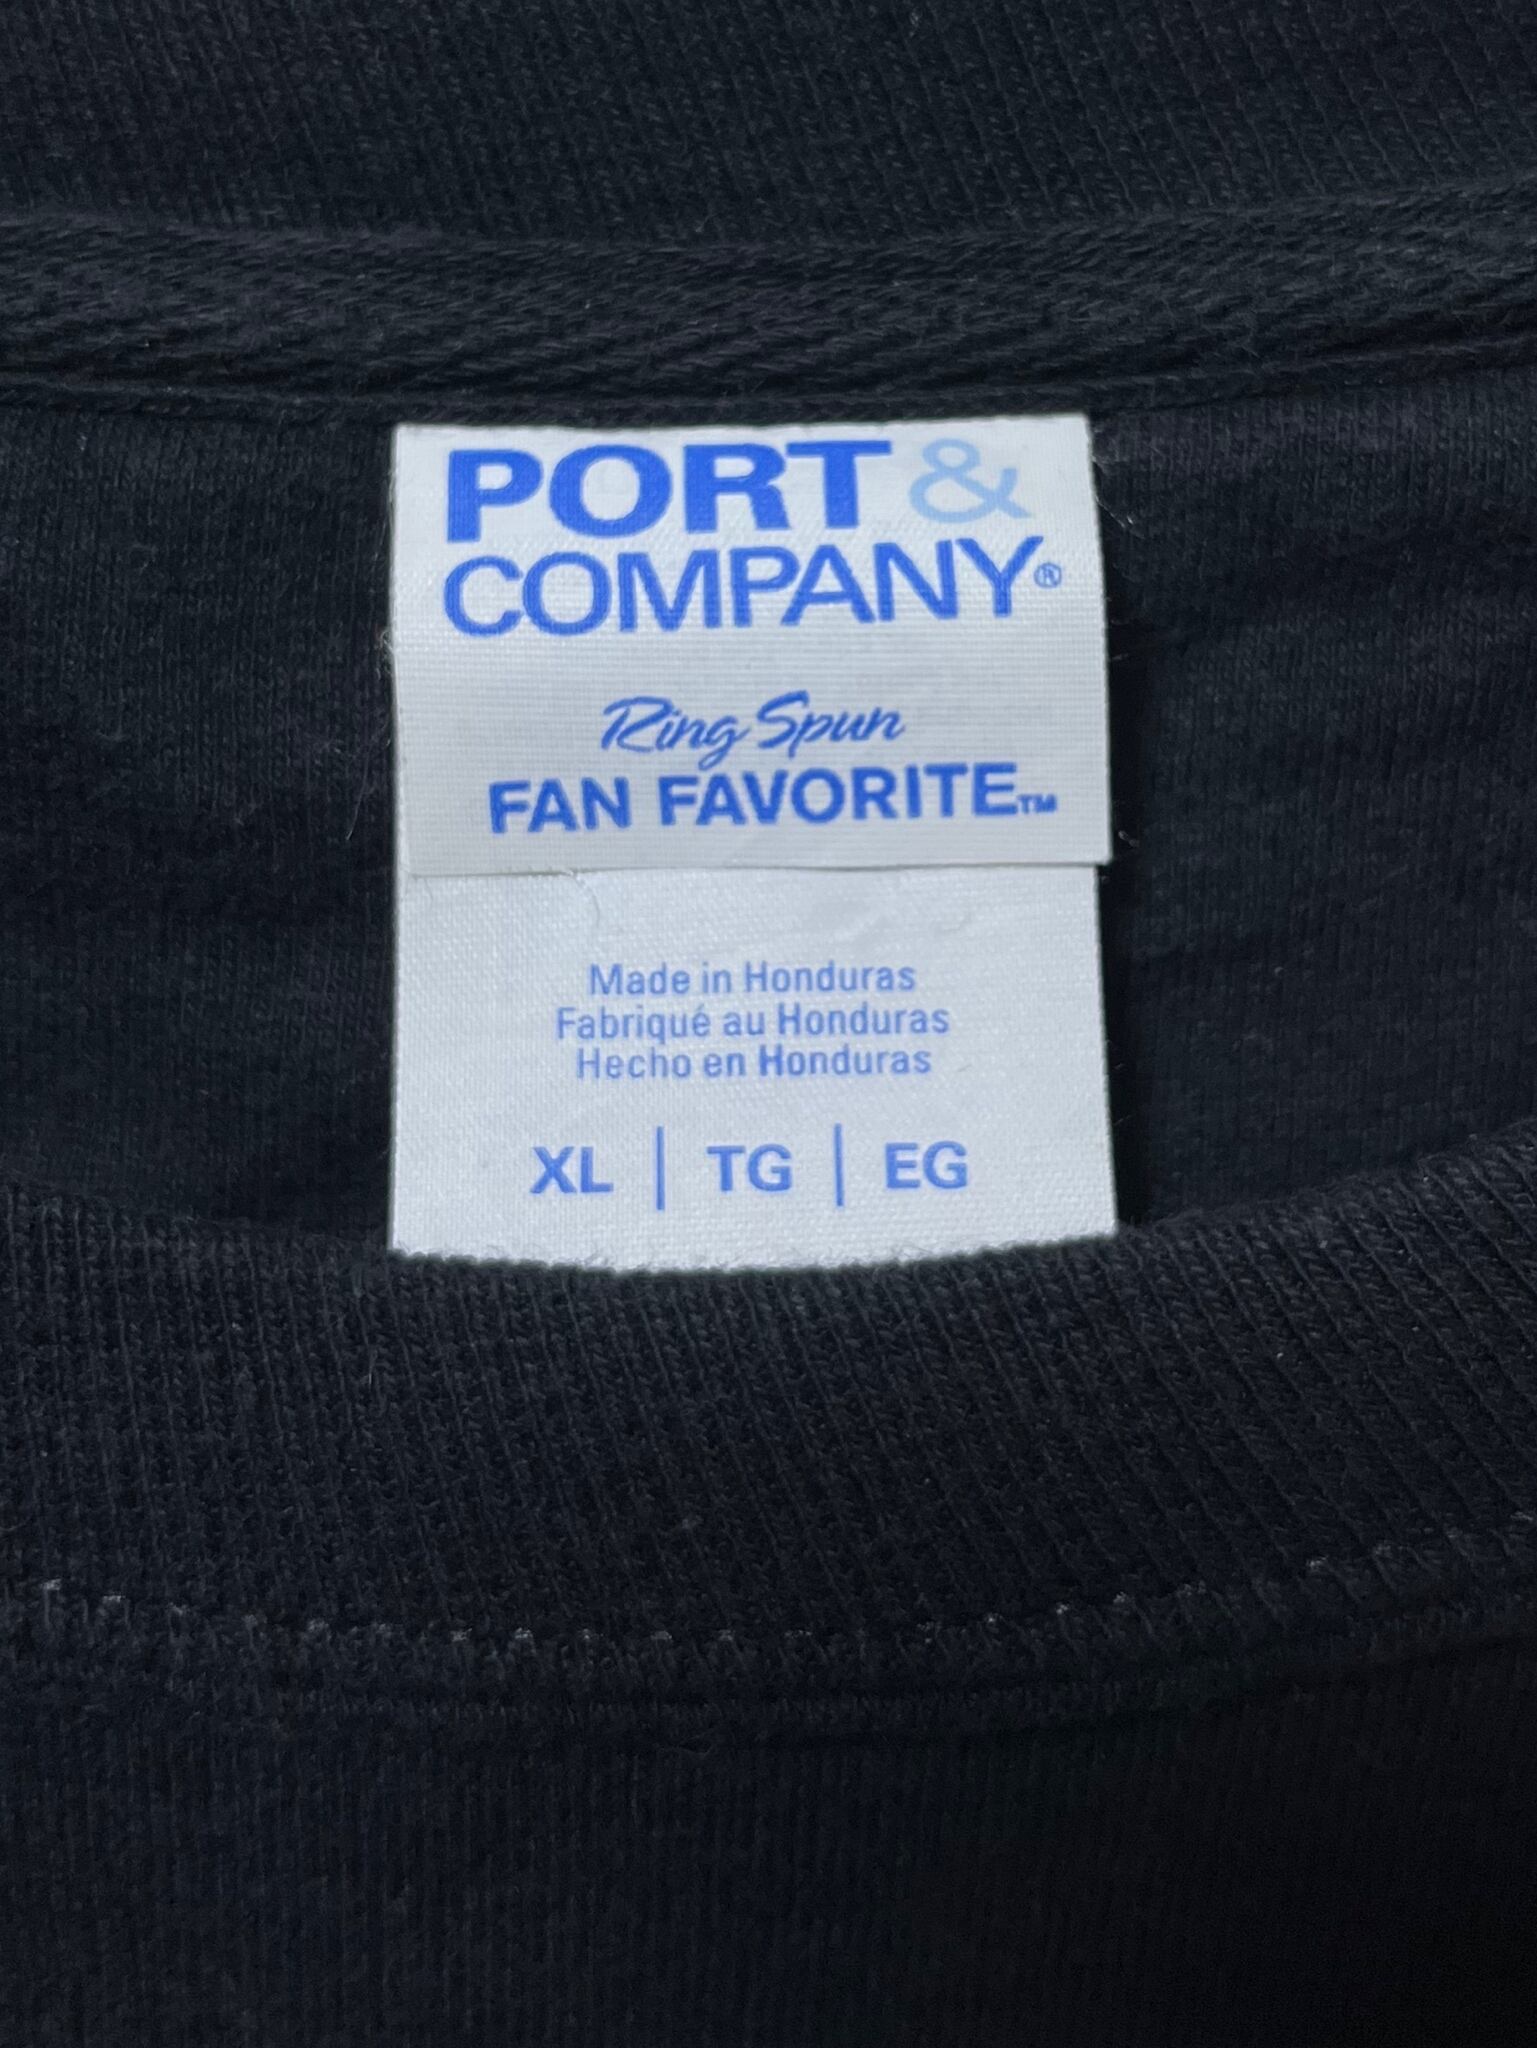 PORT &
COMPANY®
Ring Spun
FAN FAVORITE™
Made in Honduras
Fabriqué au Honduras
Hecho en Honduras
XL | TG | EG